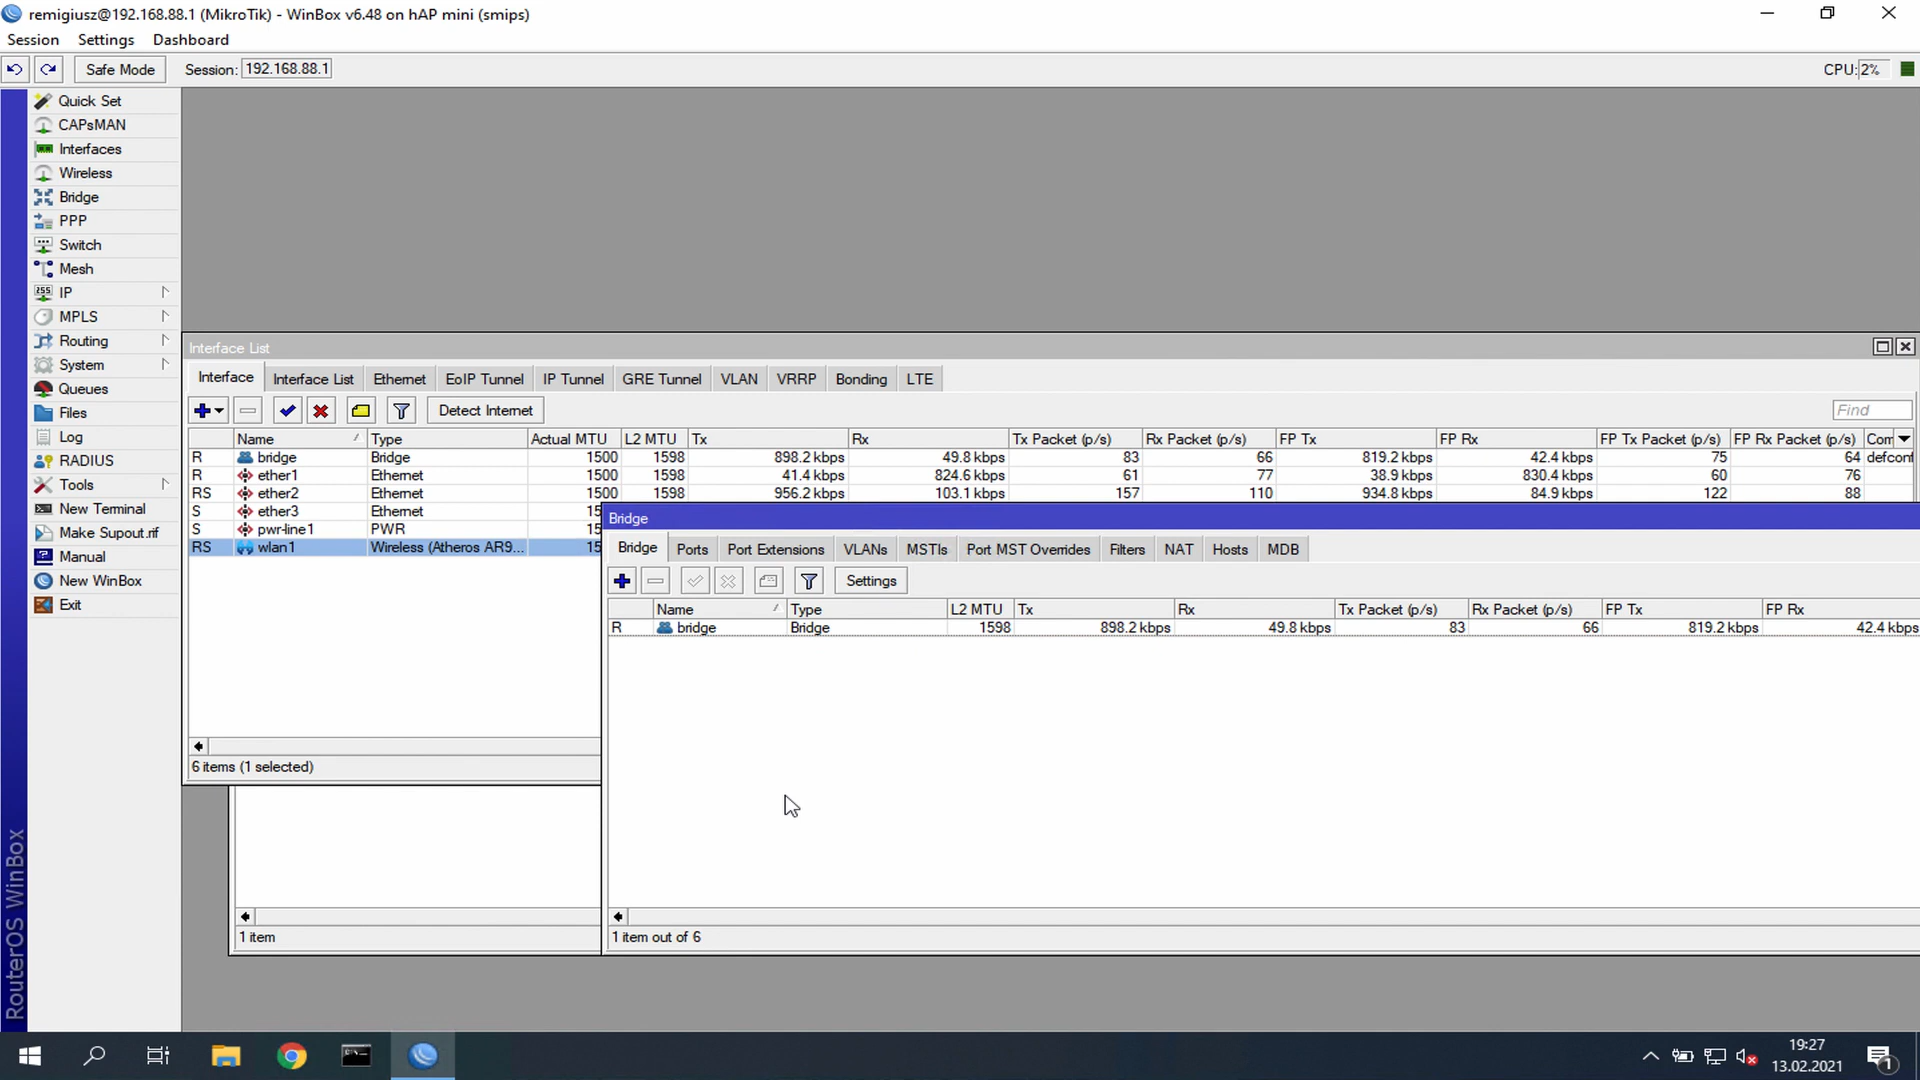 remigiusz@192.168.88.1 (MikroTik) - WinBox v6.48 on hAP mini (smips)
Session Settings Dashboard
Safe Mode Session: 192.168.88.1 CPU: 2%
Quick Set
CAPsMAN
Interfaces
Wireless
Bridge
PPP
Switch
Mesh
IP
MPLS
Routing
System
Queues
Files
Log
RADIUS
Tools
New Terminal
Make Supout.rif
Manual
New WinBox
Exit
RouterOS WinBox
Interface List
Interface Interface List Ethernet EoIP Tunnel IP Tunnel GRE Tunnel VLAN VRRP Bonding LTE
Detect Internet Find
Name Type Actual MTU L2 MTU Tx Rx Tx Packet (p/s) Rx Packet (p/s) FP Tx FP Rx FP Tx Packet (p/s) FP Rx Packet (p/s) Com
R bridge Bridge 1500 1598 898.2 kbps 49.8 kbps 83 66 819.2 kbps 42.4 kbps 75 64 defconf
R ether1 Ethernet 1500 1598 41.4 kbps 824.6 kbps 61 77 38.9 kbps 830.4 kbps 60 76
RS ether2 Ethernet 1500 1598 956.2 kbps 103.1 kbps 157 110 934.8 kbps 84.9 kbps 122 88
S ether3 Ethernet 15
S pwr-line1 PWR 15
RS wlan1 Wireless (Atheros AR9... 15
6 items (1 selected)
1 item
Bridge
Bridge Ports Port Extensions VLANs MSTIs Port MST Overrides Filters NAT Hosts MDB
Settings
Name Type L2 MTU Tx Rx Tx Packet (p/s) Rx Packet (p/s) FP Tx FP Rx
R bridge Bridge 1598 898.2 kbps 49.8 kbps 83 66 819.2 kbps 42.4 kbps
1 item out of 6
19:27
13.02.2021
1